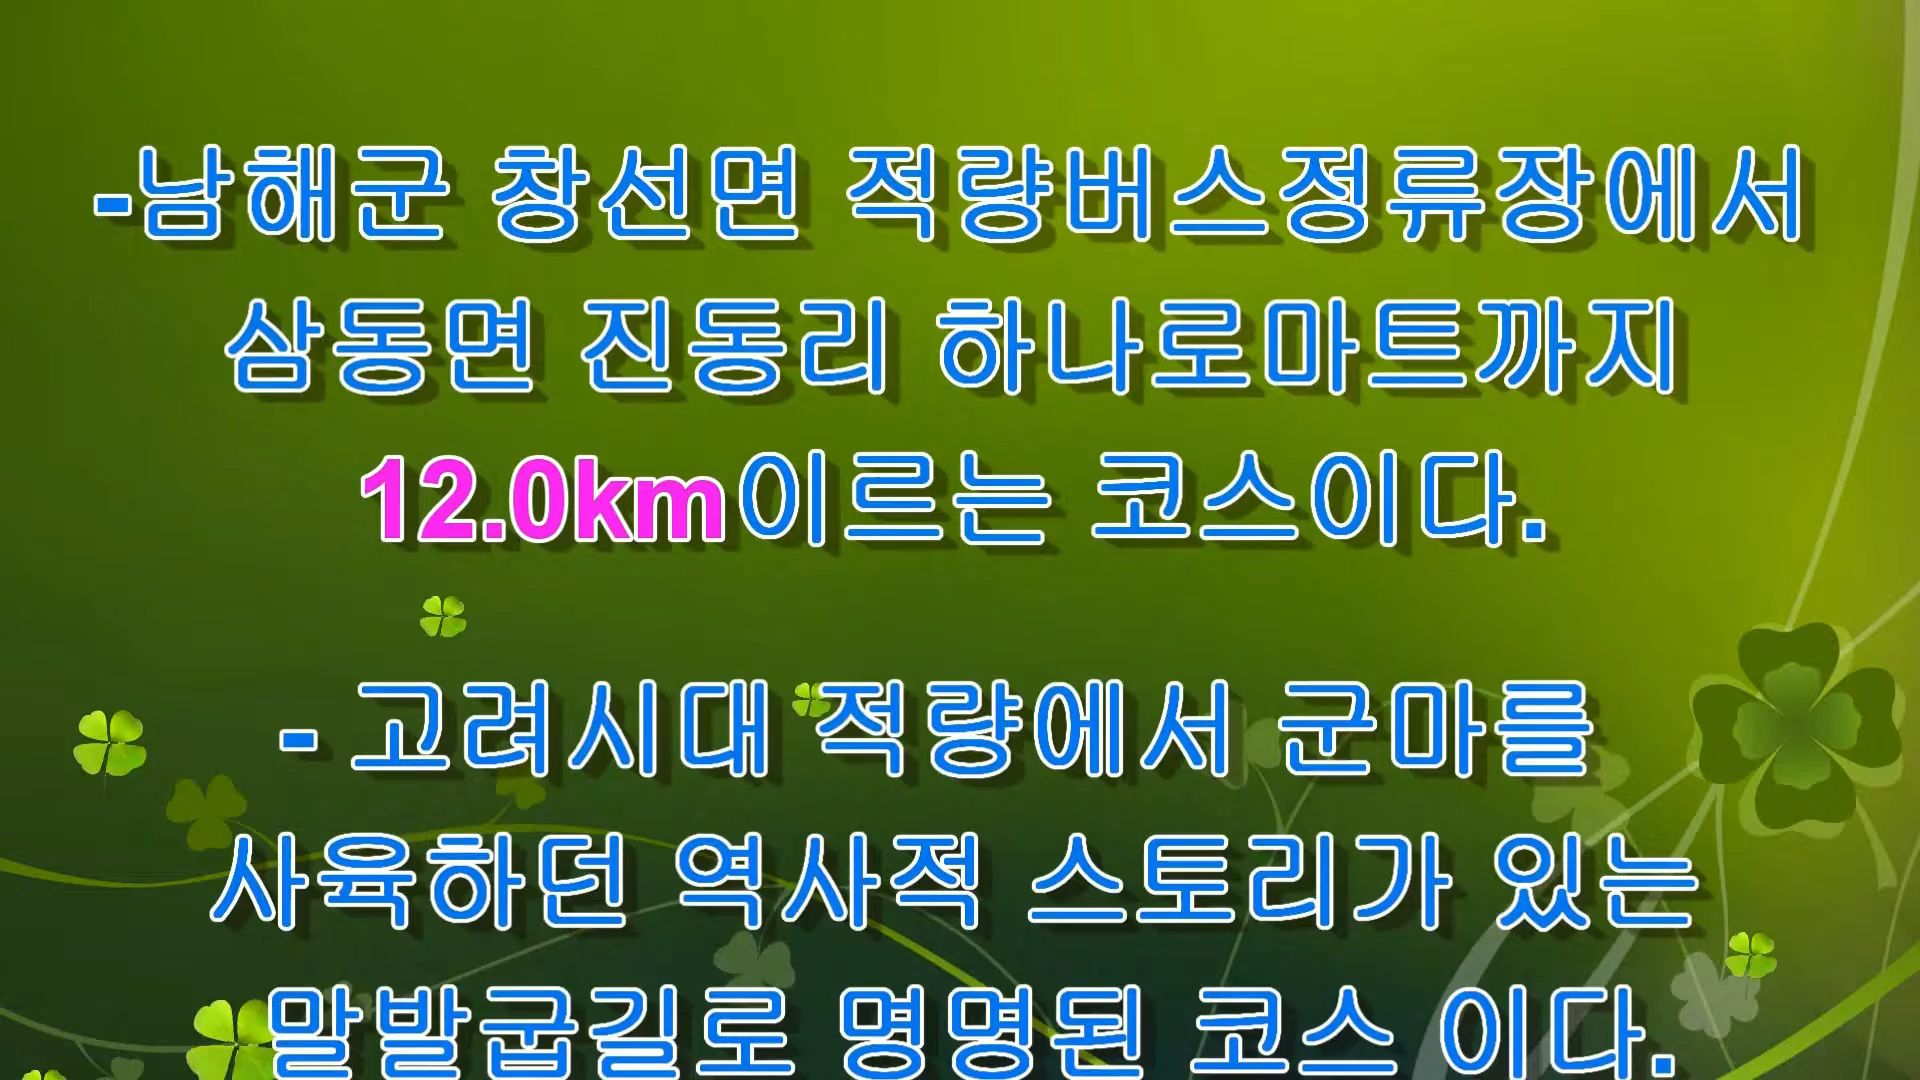 -남해군 창선면 적량버스정류장에서
삼동면 진동리 하나로마트까지
12.0km이르는 코스이다.
- 고려시대 적량에서 군마를
사육하던 역사적 스토리가 있는
말발굽길로 명명된 코스 이다.